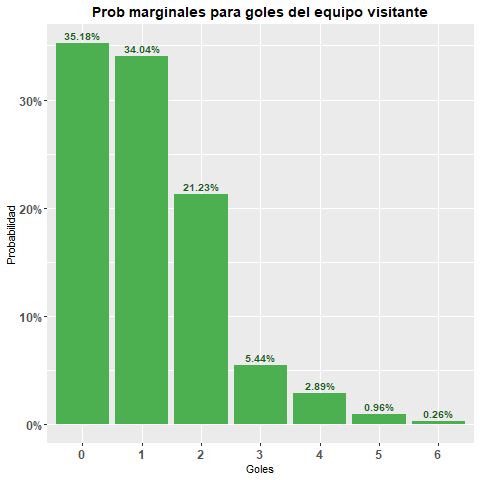 Prob marginales para goles del equipo visitante
35.18%
34.04%
21.23%
5.44%
2.89%
0.96%
0.26%
30%
20%
10%
0%
Probabilidad
0 1 2 3 4 5 6
Goles